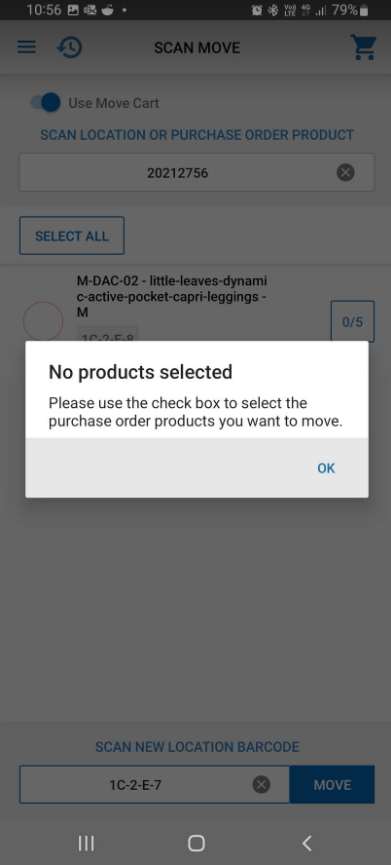 10:56
Vo) 4G
LTE 79%
SCAN MOVE
Use Move Cart
SCAN LOCATION OR PURCHASE ORDER PRODUCT
20212756
SELECT ALL
M-DAC-02 - little-leaves-dynami
c-active-pocket-capri-leggings -
M
1C-2-E-8
0/5
No products selected
Please use the check box to select the
purchase order products you want to move.
OK
SCAN NEW LOCATION BARCODE
1C-2-E-7
MOVE